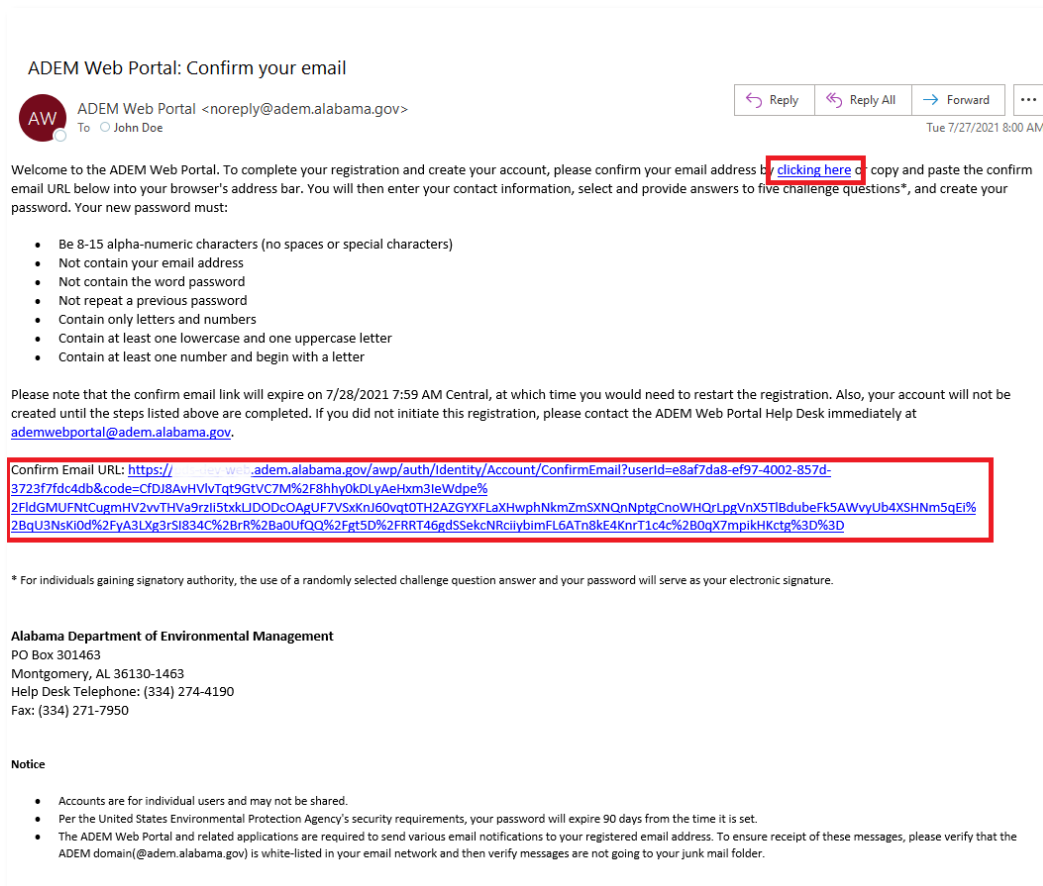 ADEM Web Portal: Confirm your email
AW
ADEM Web Portal <noreply@adem.alabama.gov>
To John Doe
Reply
Reply All
Forward
Tue 7/27/2021 8:00 AM
Welcome to the ADEM Web Portal. To complete your registration and create your account, please confirm your email address by clicking here or copy and paste the confirm
email URL below into your browser's address bar. You will then enter your contact information, select and provide answers to five challenge questions*, and create your
password. Your new password must:
• Be 8-15 alpha-numeric characters (no spaces or special characters)
• Not contain your email address
• Not contain the word password
• Not repeat a previous password
• Contain only letters and numbers
• Contain at least one lowercase and one uppercase letter
• Contain at least one number and begin with a letter
Please note that the confirm email link will expire on 7/28/2021 7:59 AM Central, at which time you would need to restart the registration. Also, your account will not be
created until the steps listed above are completed. If you did not initiate this registration, please contact the ADEM Web Portal Help Desk immediately at
ademwebportal@adem.alabama.gov.
Confirm Email URL: https:// .adem.alabama.gov/awp/auth/Identity/Account/ConfirmEmail?userId=e8af7da8-ef97-4002-857d-
3723f7fdc4db&code=CfDJ8AvHVlvTqt9GtVC7M%2F8hhy0kDLyAeHxm3IeWdpe%
2FldGMUFNtCugmHV2vvTHVa9rzIi5txkLJDODcOAgUF7VSxKnJ60vqt0TH2AZGYXFLaXHwphNkmZmSXNQnNptgCnoWHQrLpgVnX5TlBdubeFk5AWvyUb4XSHNm5qEi%
2BqU3NsKi0d%2FyA3LXg3rSI834C%2BrR%2Ba0UfQQ%2Fgt5D%2FRRT46gdSSekcNRciiybimFL6ATn8kE4KnrT1c4c%2B0qX7mpikHKctg%3D%3D
* For individuals gaining signatory authority, the use of a randomly selected challenge question answer and your password will serve as your electronic signature.
Alabama Department of Environmental Management
PO Box 301463
Montgomery, AL 36130-1463
Help Desk Telephone: (334) 274-4190
Fax: (334) 271-7950
Notice
• Accounts are for individual users and may not be shared.
• Per the United States Environmental Protection Agency's security requirements, your password will expire 90 days from the time it is set.
• The ADEM Web Portal and related applications are required to send various email notifications to your registered email address. To ensure receipt of these messages, please verify that the
ADEM domain(@adem.alabama.gov) is white-listed in your email network and then verify messages are not going to your junk mail folder.